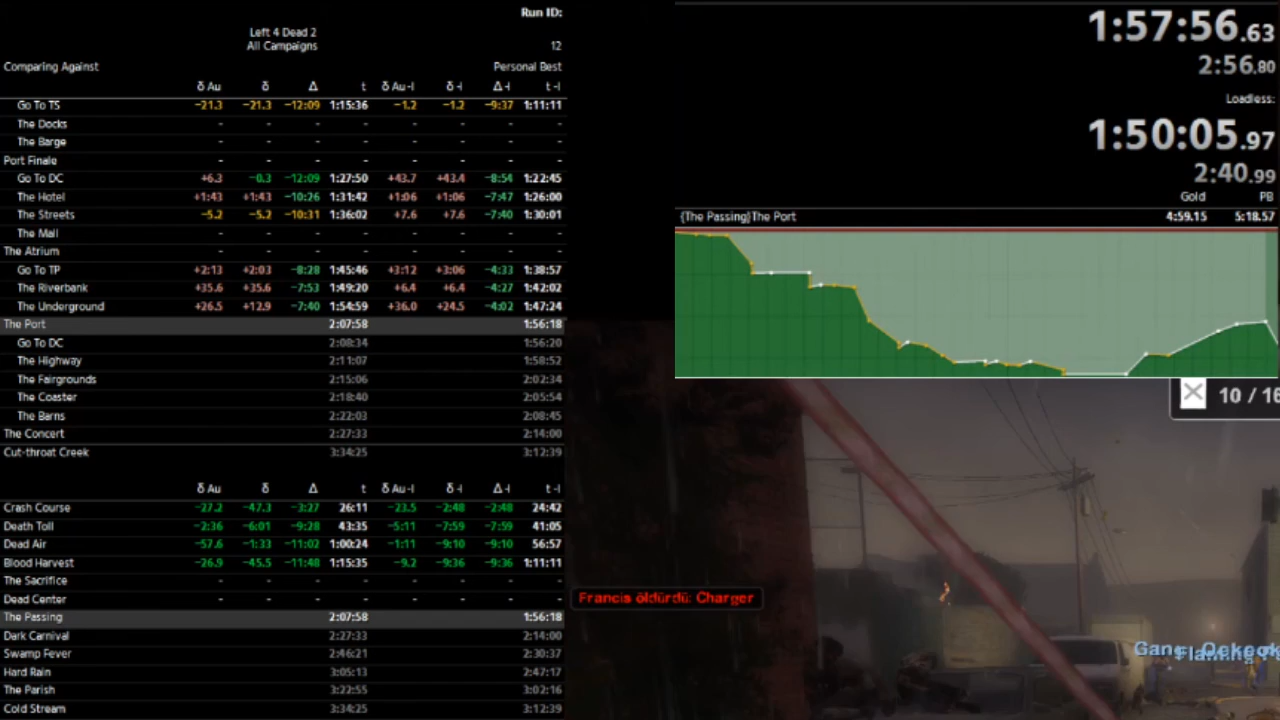 Run ID:
Left 4 Dead 2
All Campaigns 12
Comparing Against Personal Best
δ Au δ Δ t δ Au-l δ -l Δ -l t -l
Go To TS −21.3 −21.3 −12:09 1:15:36 −1.2 −1.2 −9:37 1:11:11
The Docks - - - - - - - -
The Barge - - - - - - - -
Port Finale - - - - - - - -
Go To DC +6.3 −0.3 −12:09 1:27:50 +43.7 +43.4 −8:54 1:22:45
The Hotel +1:43 +1:43 −10:26 1:31:42 +1:06 +1:06 −7:47 1:26:00
The Streets −5.2 −5.2 −10:31 1:36:02 +7.6 +7.6 −7:40 1:30:01
The Mall - - - - - - - -
The Atrium - - - - - - - -
Go To TP +2:13 +2:03 −8:28 1:45:46 +3:12 +3:06 −4:33 1:38:57
The Riverbank +35.6 +35.6 −7:53 1:49:20 +6.4 +6.4 −4:27 1:42:02
The Underground +26.5 +12.9 −7:40 1:54:59 +36.0 +24.5 −4:02 1:47:24
The Port 2:07:58 1:56:18
Go To DC 2:08:34 1:56:20
The Highway 2:11:07 1:58:52
The Fairgrounds 2:15:06 2:02:34
The Coaster 2:18:40 2:05:54
The Barns 2:22:03 2:08:45
The Concert 2:27:33 2:14:00
Cut-throat Creek 3:34:25 3:12:39
δ Au δ Δ t δ Au-l δ -l Δ -l t -l
Crash Course −27.2 −47.3 −3:27 26:11 −23.5 −2:48 −2:48 24:42
Death Toll −2:36 −6:01 −9:28 43:35 −5:11 −7:59 −7:59 41:05
Dead Air −57.6 −1:33 −11:02 1:00:24 −1:11 −9:10 −9:10 56:57
Blood Harvest −26.9 −45.5 −11:48 1:15:35 −9.2 −9:36 −9:36 1:11:11
The Sacrifice - - - - - - - -
Dead Center - - - - - - - -
The Passing 2:07:58 1:56:18
Dark Carnival 2:27:33 2:14:00
Swamp Fever 2:46:21 2:30:37
Hard Rain 3:05:13 2:47:17
The Parish 3:22:55 3:02:16
Cold Stream 3:34:25 3:12:39
1:57:56.63
2:56.80
Loadless:
1:50:05.97
2:40.99
Gold PB
{The Passing}The Port 4:59.15 5:18.57
10 / 16
Francis öldürdü: Charger